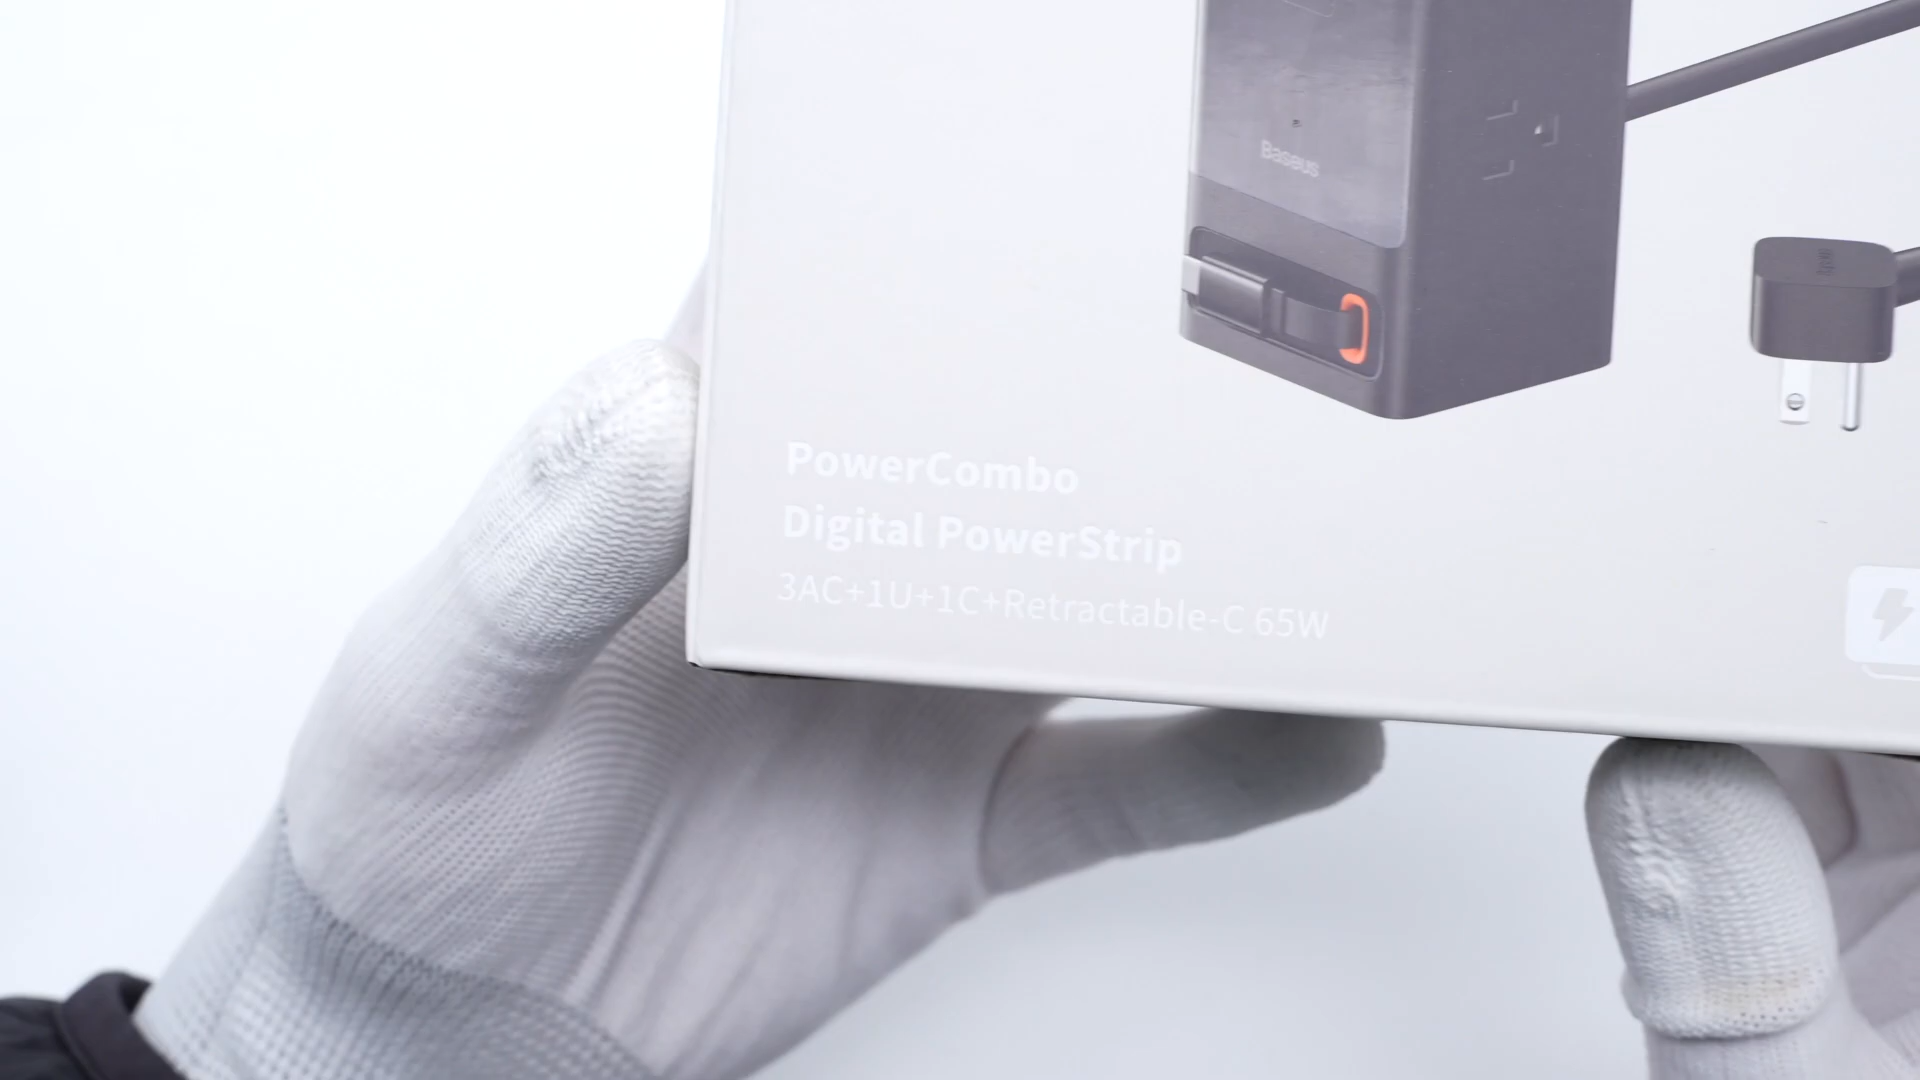 Baseus
PowerCombo
Digital PowerStrip
3AC+1U+1C+Retractable-C 65W